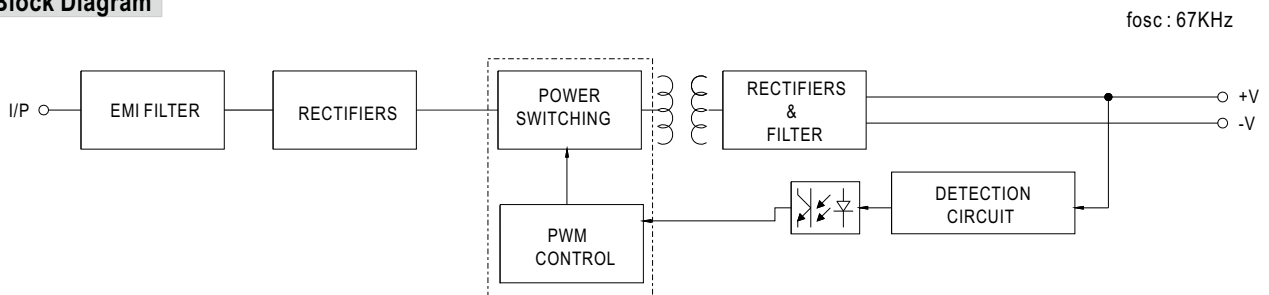 Block Diagram
fosc : 67KHz
I/P
EMI FILTER
RECTIFIERS
POWER
SWITCHING
RECTIFIERS
&
FILTER
+V
-V
DETECTION
CIRCUIT
PWM
CONTROL